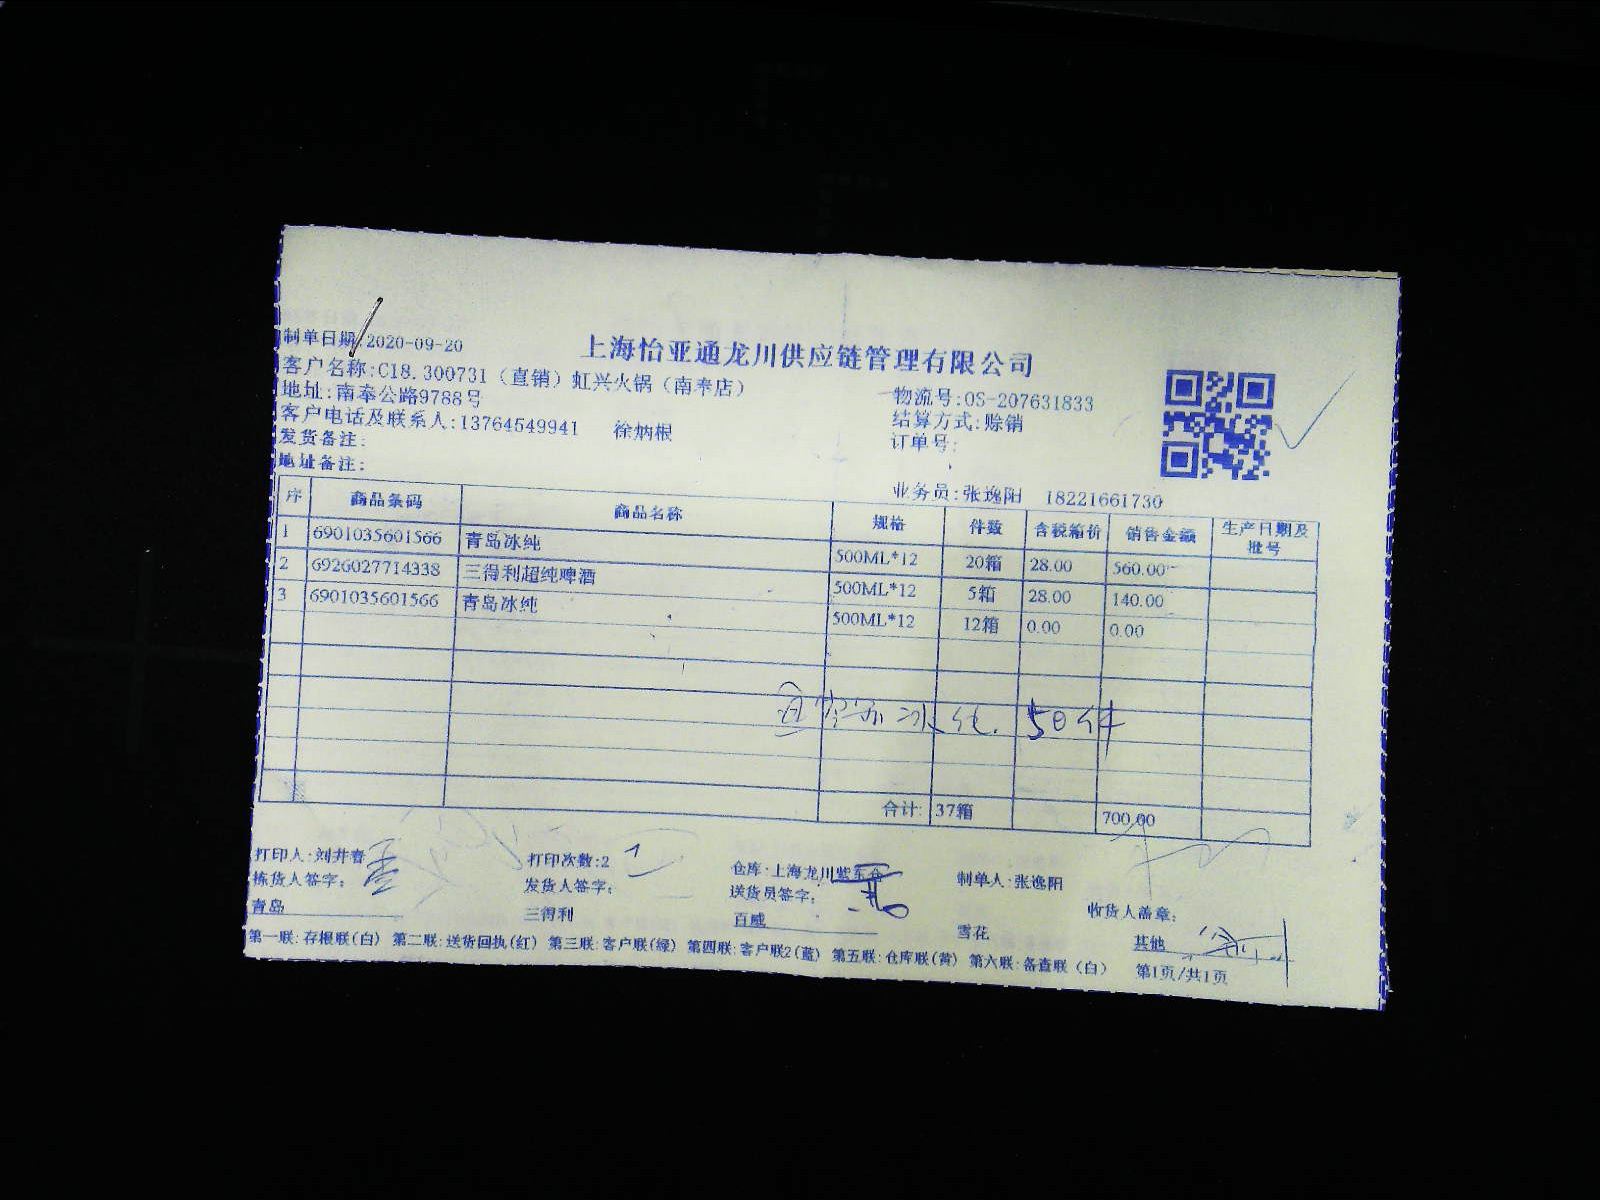 上海怡亚通龙川供应链管理有限公司
制单日期:2020-09-20
客户名称:C18.300731（直销）虹兴火锅（南奉店）
物流号:OS-207631833
地址:南奉公路9788号
结算方式:赊销
客户电话及联系人:13764549941 徐炳根
订单号:
发货备注:
地址备注:
业务员:张逸阳 18221661730
序 商品条码 商品名称 规格 件数 含税箱价 销售金额 生产日期及批号
1 6901035601566 青岛冰纯 500ML*12 20箱 28.00 560.00
2 6926027714338 三得利超纯啤酒 500ML*12 5箱 28.00 140.00
3 6901035601566 青岛冰纯 500ML*12 12箱 0.00 0.00
冰纯. 50件
合计: 37箱 700.00
打印人:刘井春 打印次数:2 仓库:上海龙川紫东仓 制单人:张逸阳
拣货人签字: 发货人签字: 送货员签字: 收货人盖章:
青岛 三得利 百威 雪花 其他
第一联:存根联(白) 第二联:送货回执(红) 第三联:客户联(绿) 第四联:客户联2(蓝) 第五联:仓库联(黄) 第六联:备查联(白) 第1页/共1页